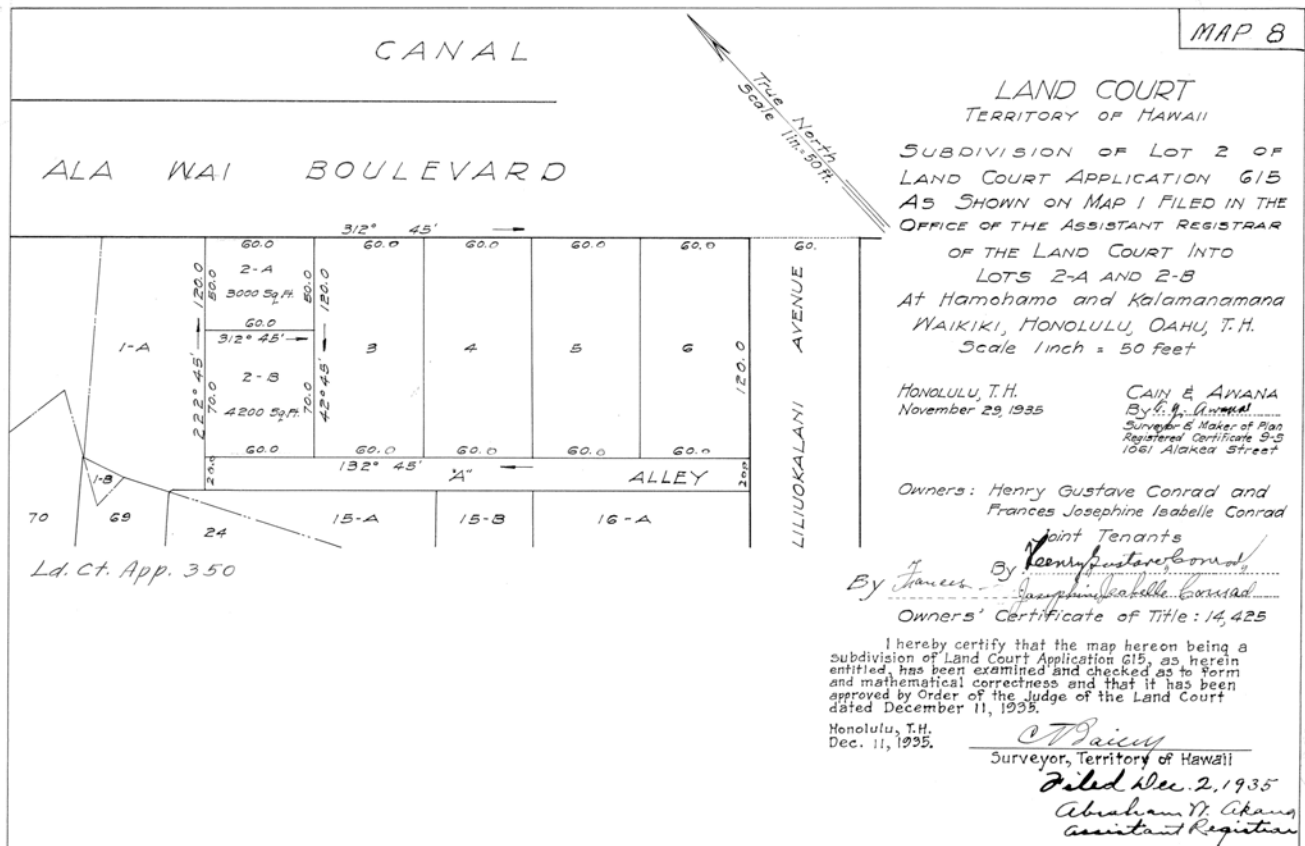 MAP 8
CANAL
True North
Scale 1in.=50ft.
ALA WAI BOULEVARD
LAND COURT
TERRITORY OF HAWAII
SUBDIVISION OF LOT 2 OF
LAND COURT APPLICATION 615
AS SHOWN ON MAP 1 FILED IN THE
OFFICE OF THE ASSISTANT REGISTRAR
OF THE LAND COURT INTO
LOTS 2-A AND 2-B
At Hamohamo and Kalamanamana
WAIKIKI, HONOLULU, OAHU, T.H.
Scale 1 inch = 50 feet
HONOLULU, T.H.
November 29, 1935
CAIN & AWANA
By A.Y. Awana
Surveyor & Maker of Plan
Registered Certificate 9-S
1061 Alakea Street
Owners: Henry Gustave Conrad and
Frances Josephine Isabelle Conrad
Joint Tenants
By Henry Gustave Conrad
By Frances Josephine Isabelle Conrad
Owners' Certificate of Title: 14,425
I hereby certify that the map hereon being a
subdivision of Land Court Application 615, as herein
entitled, has been examined and checked as to form
and mathematical correctness and that it has been
approved by Order of the Judge of the Land Court
dated December 11, 1935.
Honolulu, T.H.
Dec. 11, 1935.
Surveyor, Territory of Hawaii
Filed Dec. 2, 1935
Abraham N. Akana
Assistant Registrar
312° 45'
60.0
60.0
60.0
60.0
60.0
60.
1-A
222° 45' 120.0
50.0
2-A
3000 Sq.Ft.
50.0
60.0
312° 45'
70.0
2-B
4200 Sq.Ft.
70.0
42° 45' 120.0
3
4
5
6
120.0
LILIUOKALANI AVENUE
60.0
60.0
60.0
60.0
60.0
20.0
132° 45'
"A"
ALLEY
20.0
1-B
70
69
24
15-A
15-B
16-A
Ld. Ct. App. 350